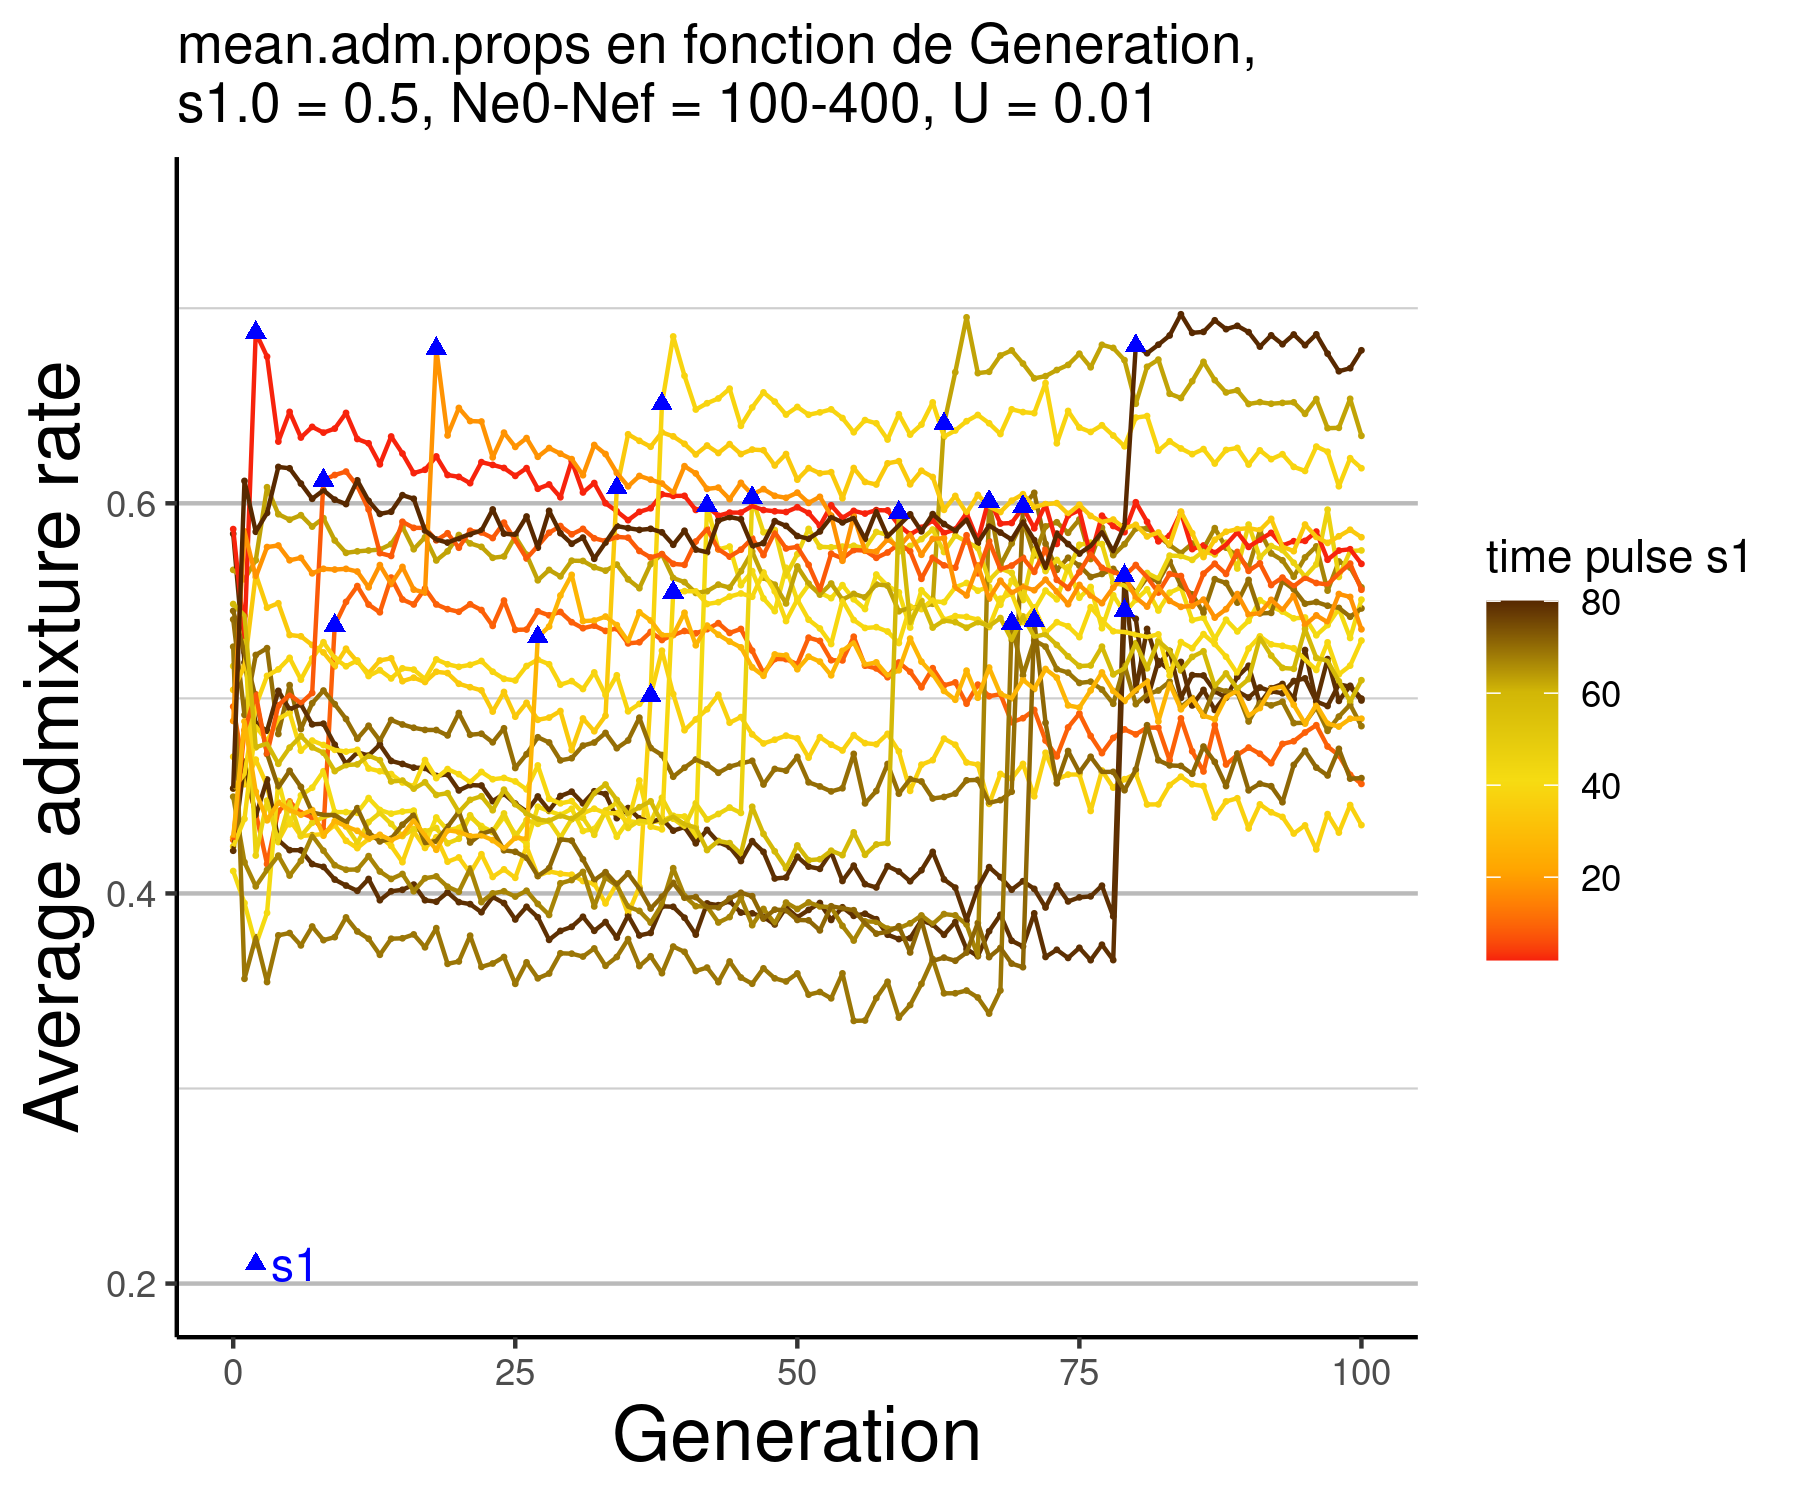 mean.adm.props en fonction de Generation,
s1.0 = 0.5, Ne0-Nef = 100-400, U = 0.01
Average admixture rate
0.6
0.4
0.2
s1
0
25
50
75
100
Generation
time pulse s1
80
60
40
20